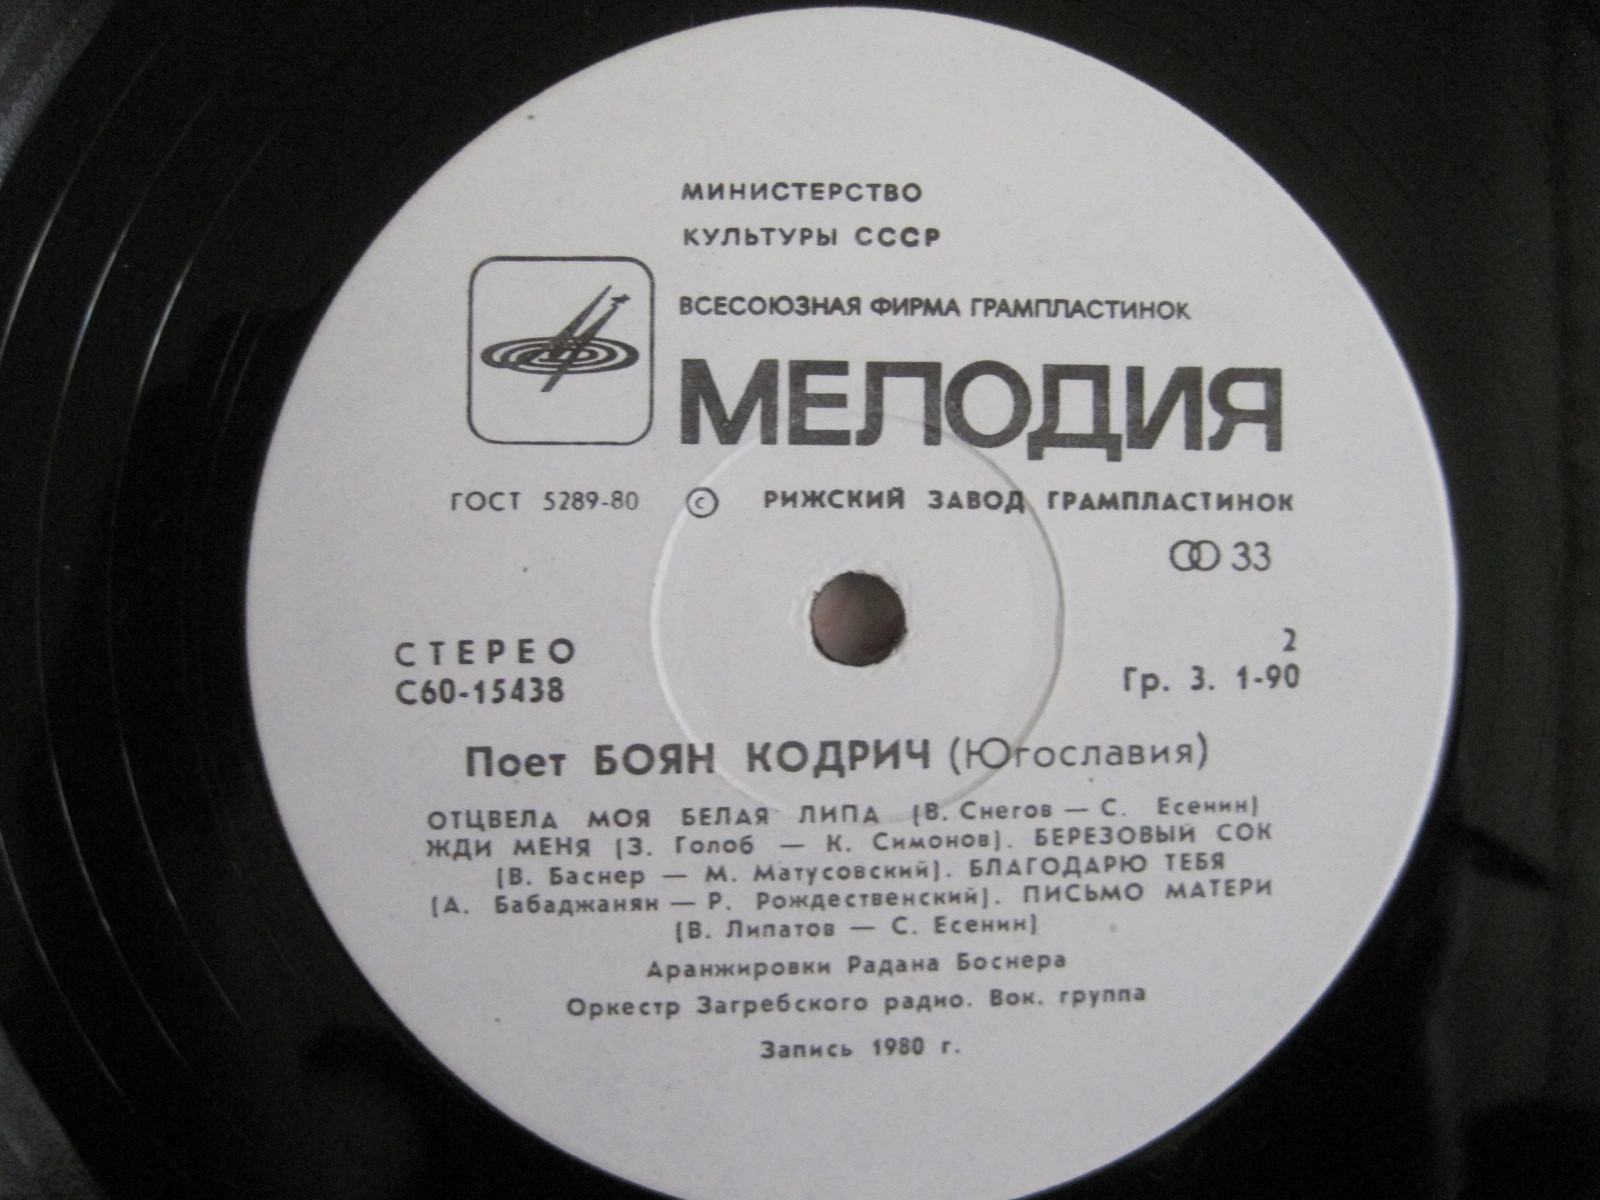 МИНИСТЕРСТВО
КУЛЬТУРЫ СССР
ВСЕСОЮЗНАЯ ФИРМА ГРАМПЛАСТИНОК
МЕЛОДИЯ
ГОСТ 5289-80 © РИЖСКИЙ ЗАВОД ГРАМПЛАСТИНОК
33
СТЕРЕО 2
С60-15438 Гр. 3. 1-90
Поет БОЯН КОДРИЧ (Югославия)
ОТЦВЕЛА МОЯ БЕЛАЯ ЛИПА (В. Снегов — С. Есенин)
ЖДИ МЕНЯ (З. Голоб — К. Симонов). БЕРЕЗОВЫЙ СОК
(В. Баснер — М. Матусовский). БЛАГОДАРЮ ТЕБЯ
(А. Бабаджанян — Р. Рождественский). ПИСЬМО МАТЕРИ
(В. Липатов — С. Есенин)
Аранжировки Радана Боснера
Оркестр Загребского радио. Вок. группа
Запись 1980 г.